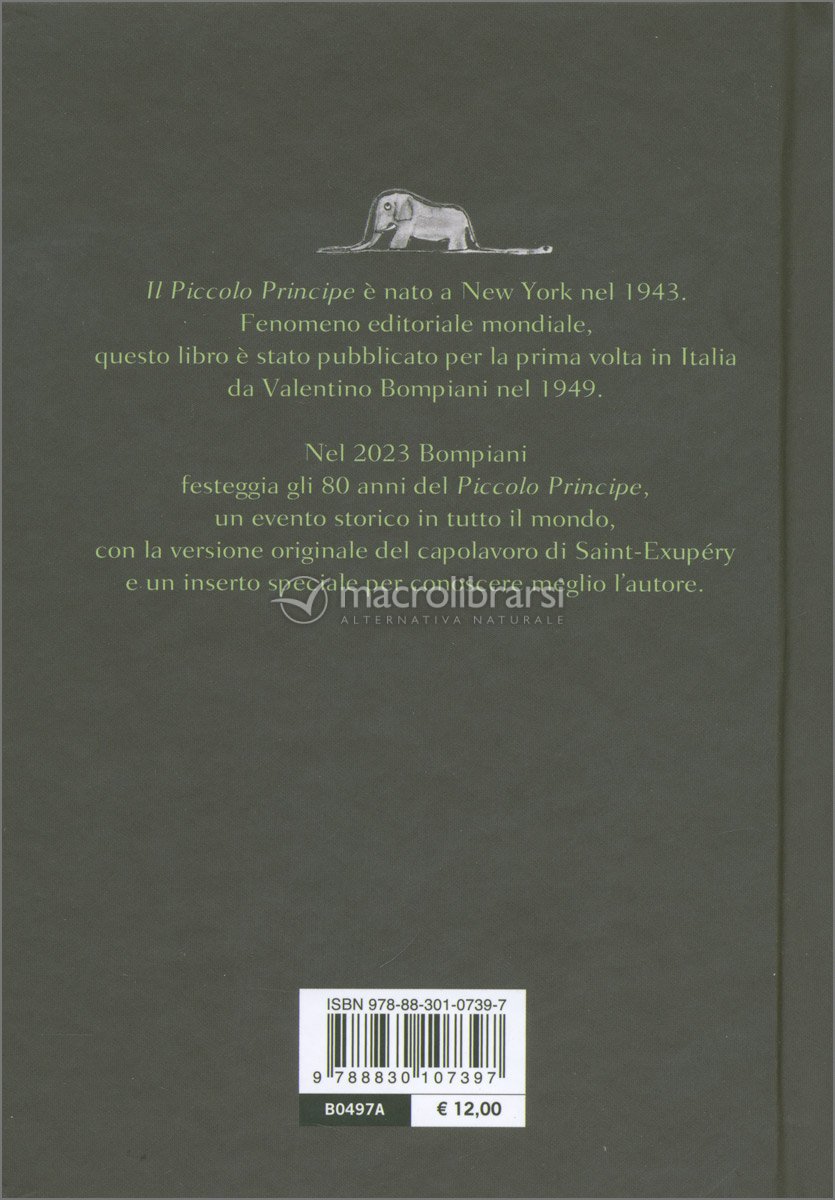 Il Piccolo Principe è nato a New York nel 1943.
Fenomeno editoriale mondiale,
questo libro è stato pubblicato per la prima volta in Italia
da Valentino Bompiani nel 1949.
Nel 2023 Bompiani
festeggia gli 80 anni del Piccolo Principe,
un evento storico in tutto il mondo,
con la versione originale del capolavoro di Saint-Exupéry
e un inserto speciale per conoscere meglio l'autore.
macrolibrarsi
ALTERNATIVA NATURALE
ISBN 978-88-301-0739-7
9 788830 107397
B0497A
€ 12,00